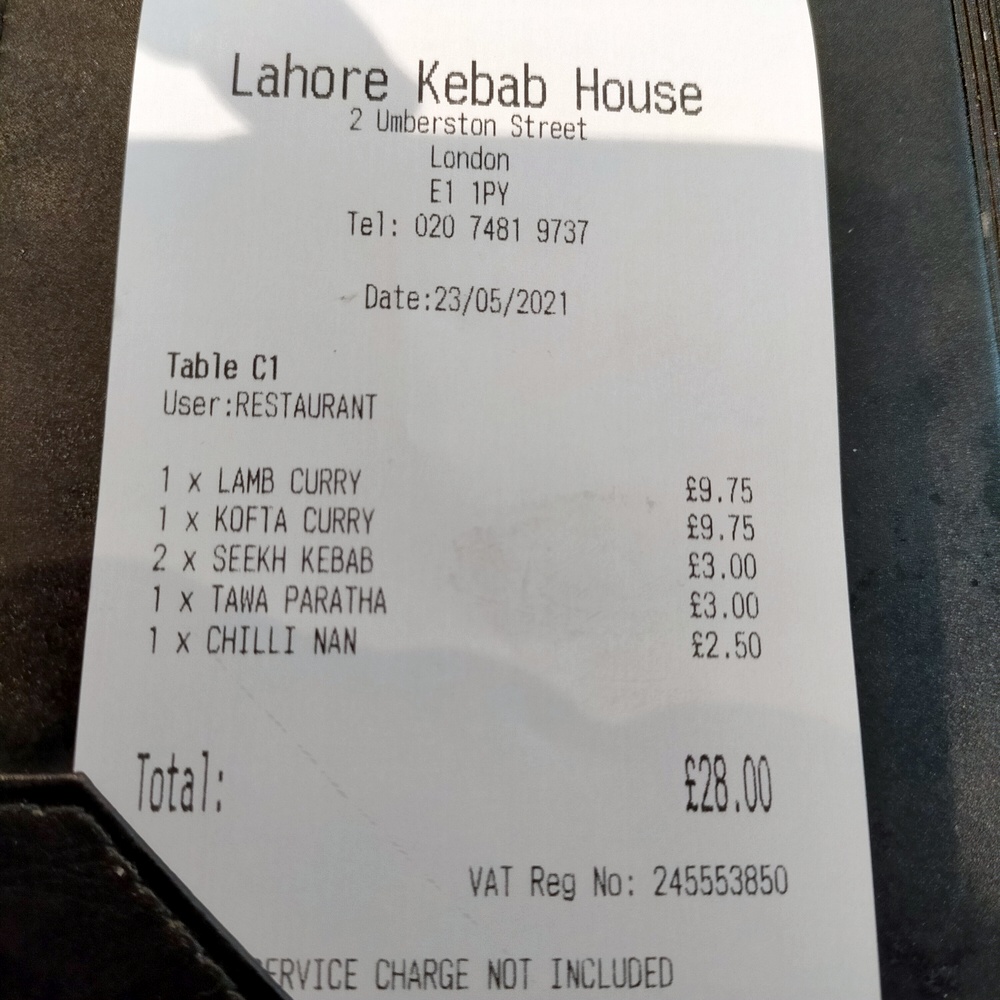 Lahore Kebab House
2 Umberston Street
London
E1 1PY
Tel: 020 7481 9737
Date:23/05/2021
Table C1
User:RESTAURANT
1 x LAMB CURRY £9.75
1 x KOFTA CURRY £9.75
2 x SEEKH KEBAB £3.00
1 x TAWA PARATHA £3.00
1 x CHILLI NAN £2.50
Total: £28.00
VAT Reg No: 245553850
ERVICE CHARGE NOT INCLUDED